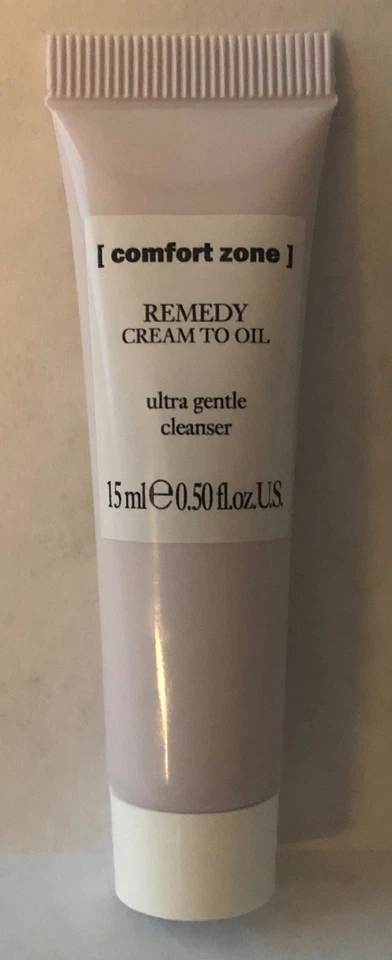 [ comfort zone ]
REMEDY
CREAM TO OIL
ultra gentle
cleanser
15 ml ℮ 0.50 fl.oz.U.S.